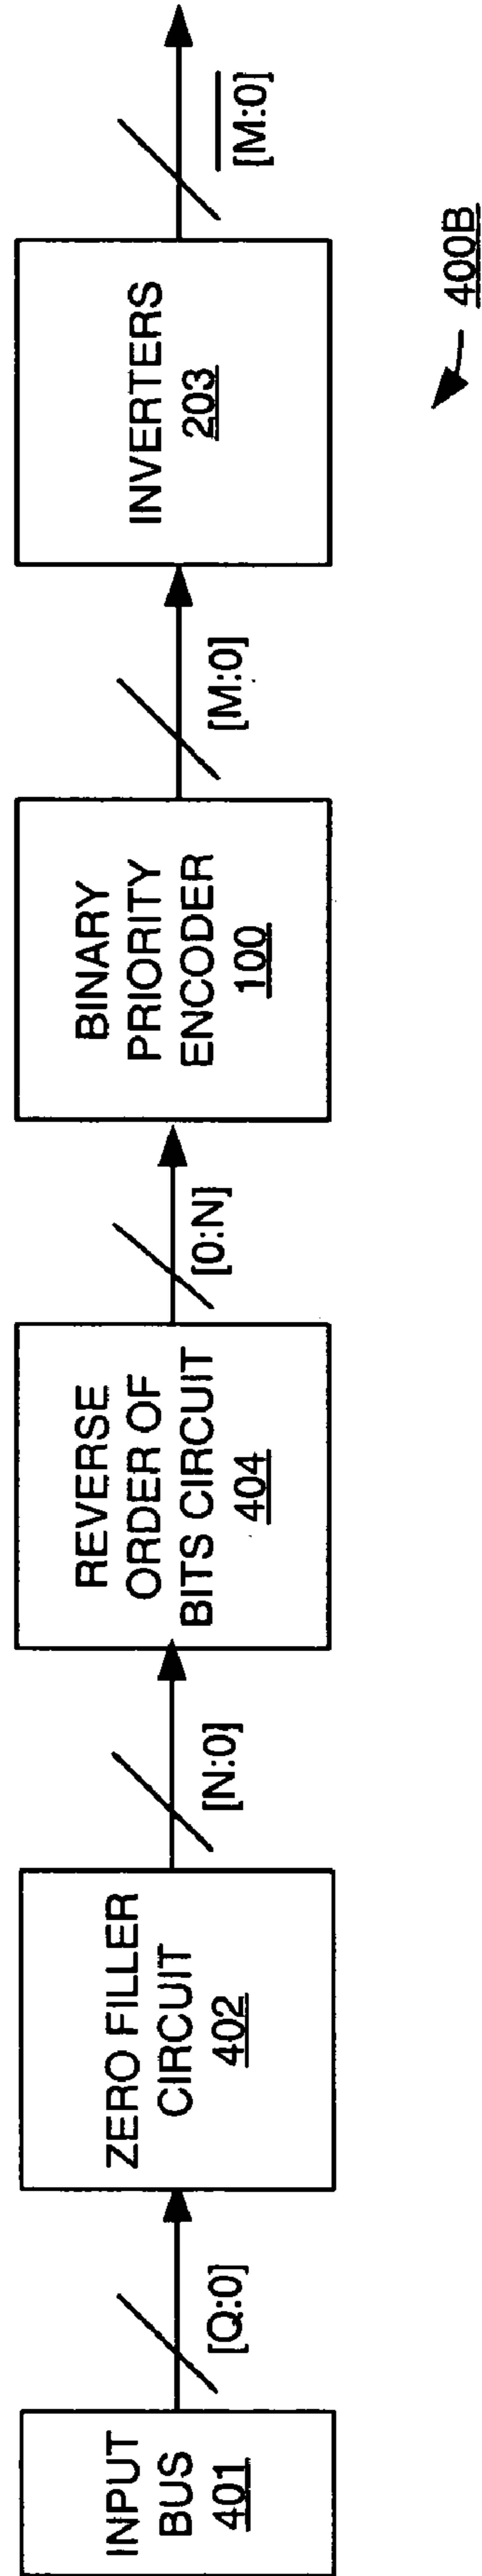 INPUT
BUS
401
[Q:0]
ZERO FILLER
CIRCUIT
402
[N:0]
REVERSE
ORDER OF
BITS CIRCUIT
404
[0:N]
BINARY
PRIORITY
ENCODER
100
[M:0]
INVERTERS
203
[M:0]
400B